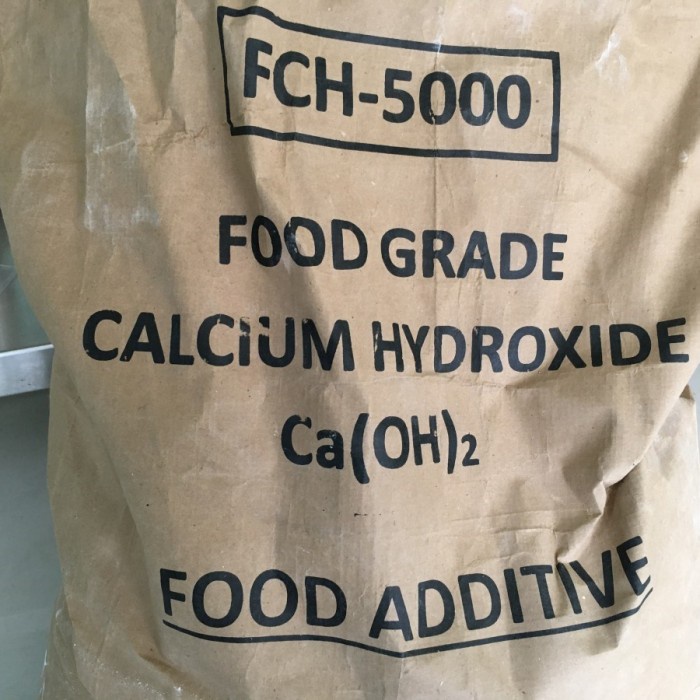 FCH-5000
FOOD GRADE
CALCIUM HYDROXIDE
Ca(OH)₂
FOOD ADDITIVE